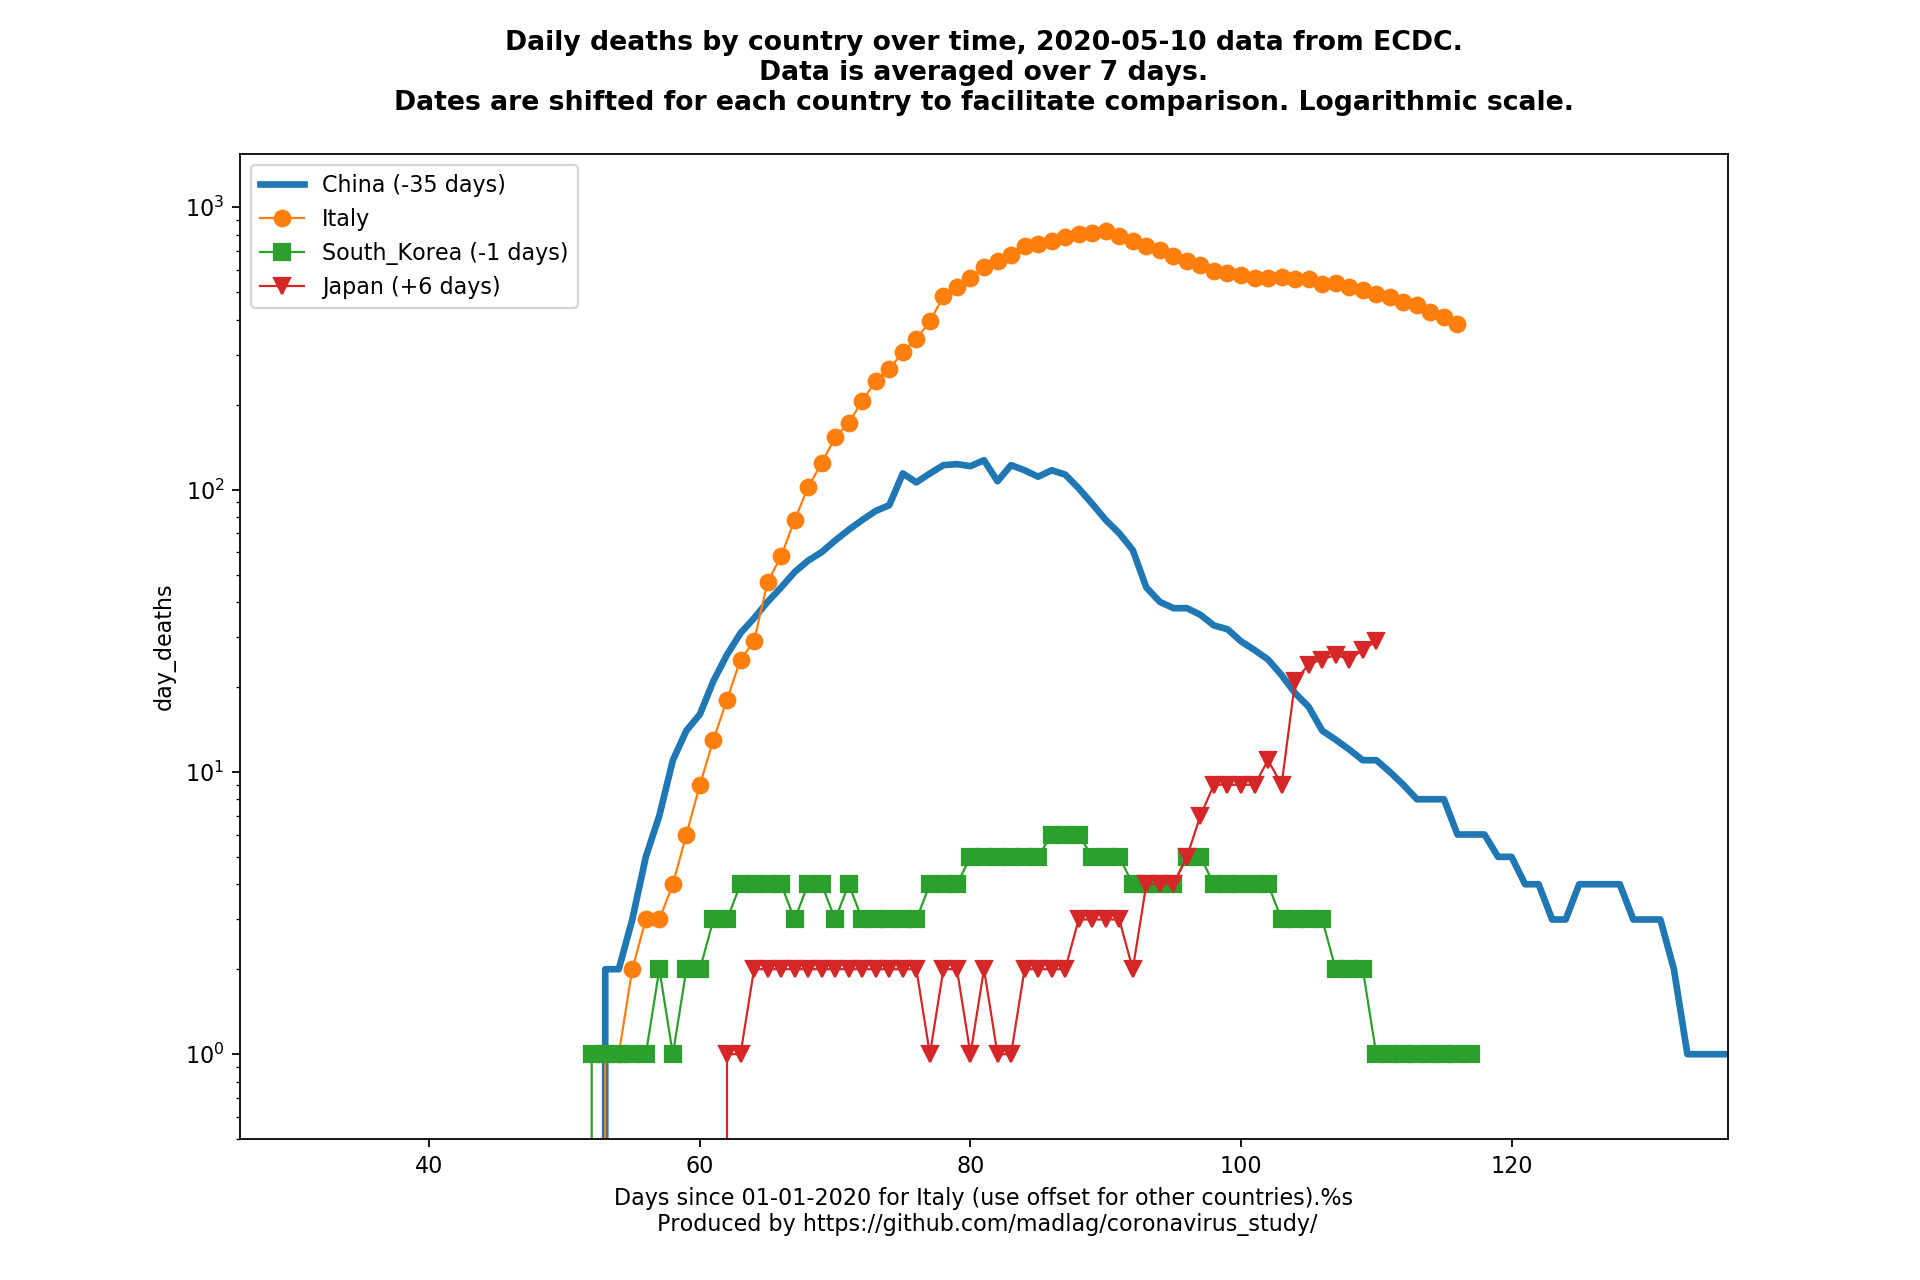 Daily deaths by country over time, 2020-05-10 data from ECDC.
Data is averaged over 7 days.
Dates are shifted for each country to facilitate comparison. Logarithmic scale.
China (-35 days)
Italy
South_Korea (-1 days)
Japan (+6 days)
10³
10²
10¹
10⁰
day_deaths
40 60 80 100 120
Days since 01-01-2020 for Italy (use offset for other countries).%s
Produced by https://github.com/madlag/coronavirus_study/